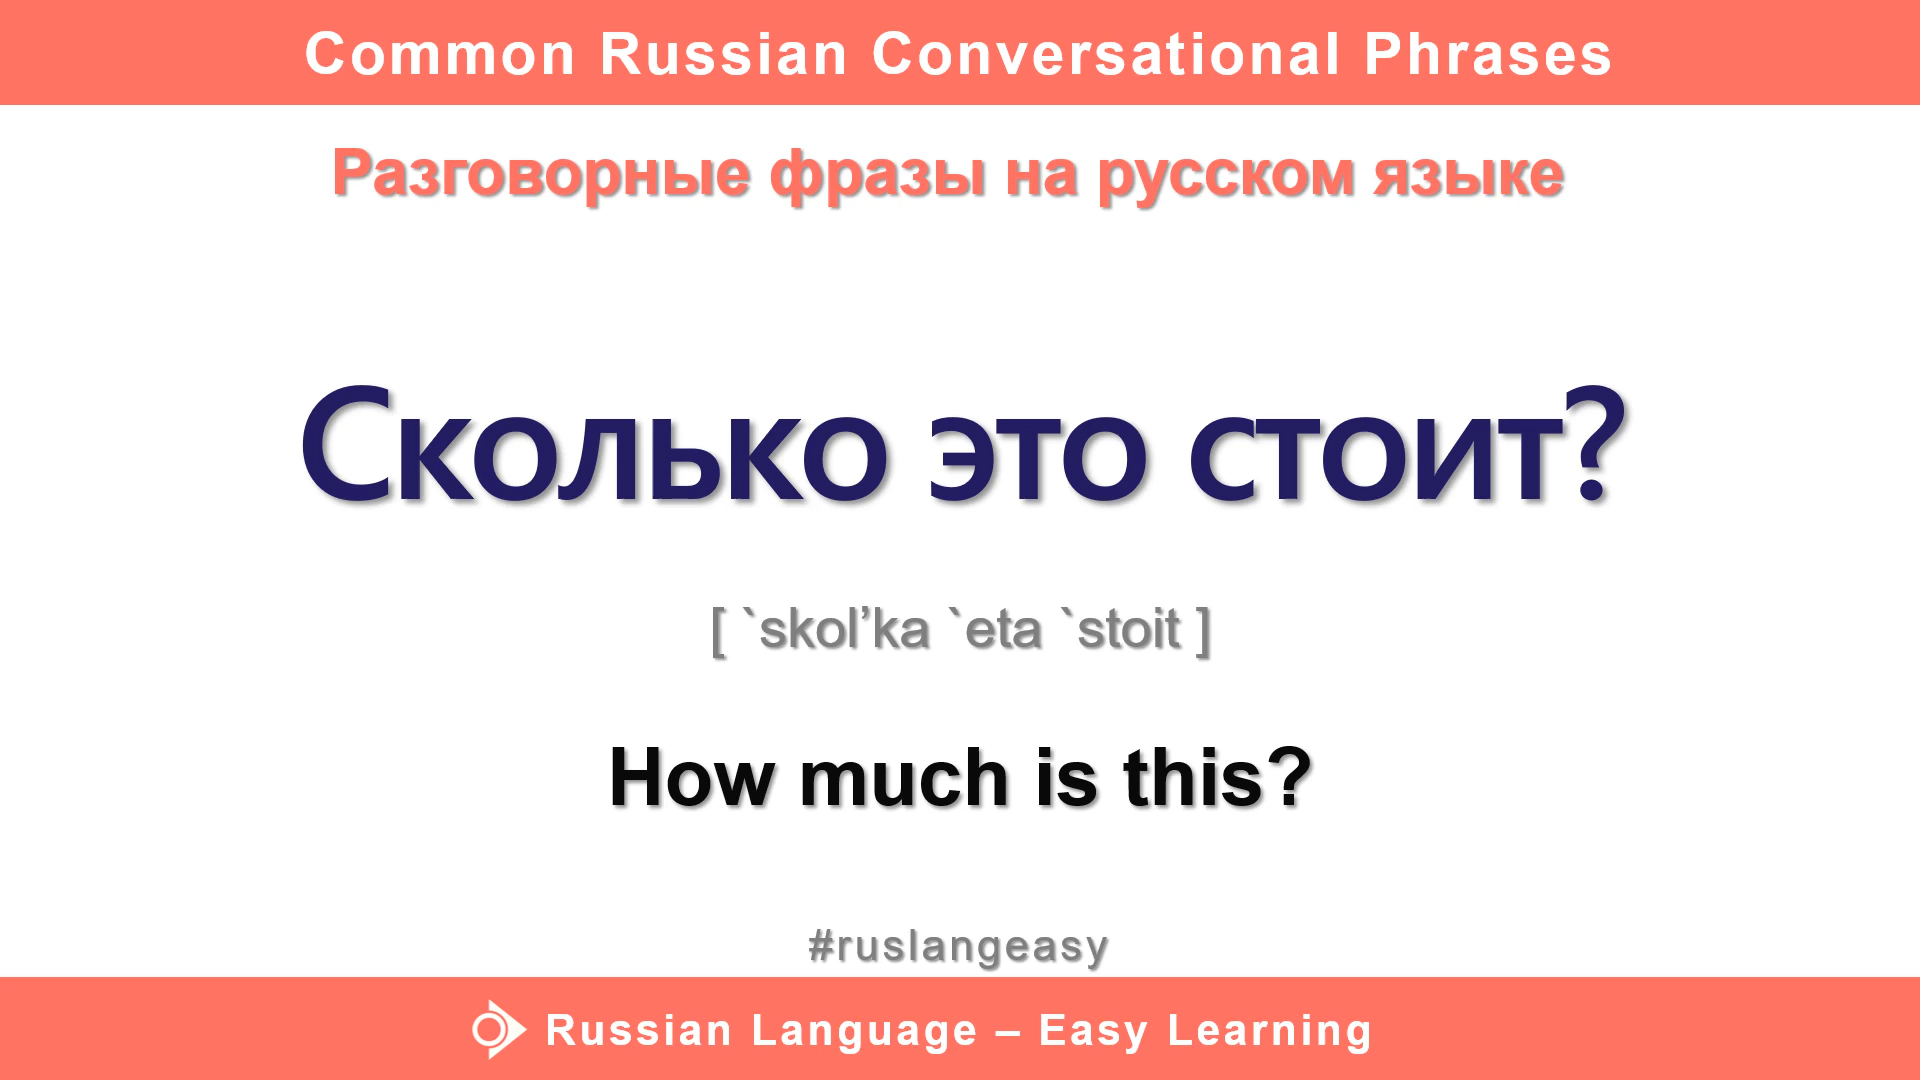 Common Russian Conversational Phrases
Разговорные фразы на русском языке
Сколько это стоит?
[ `skol’ka `eta `stoit ]
How much is this?
#ruslangeasy
Russian Language – Easy Learning